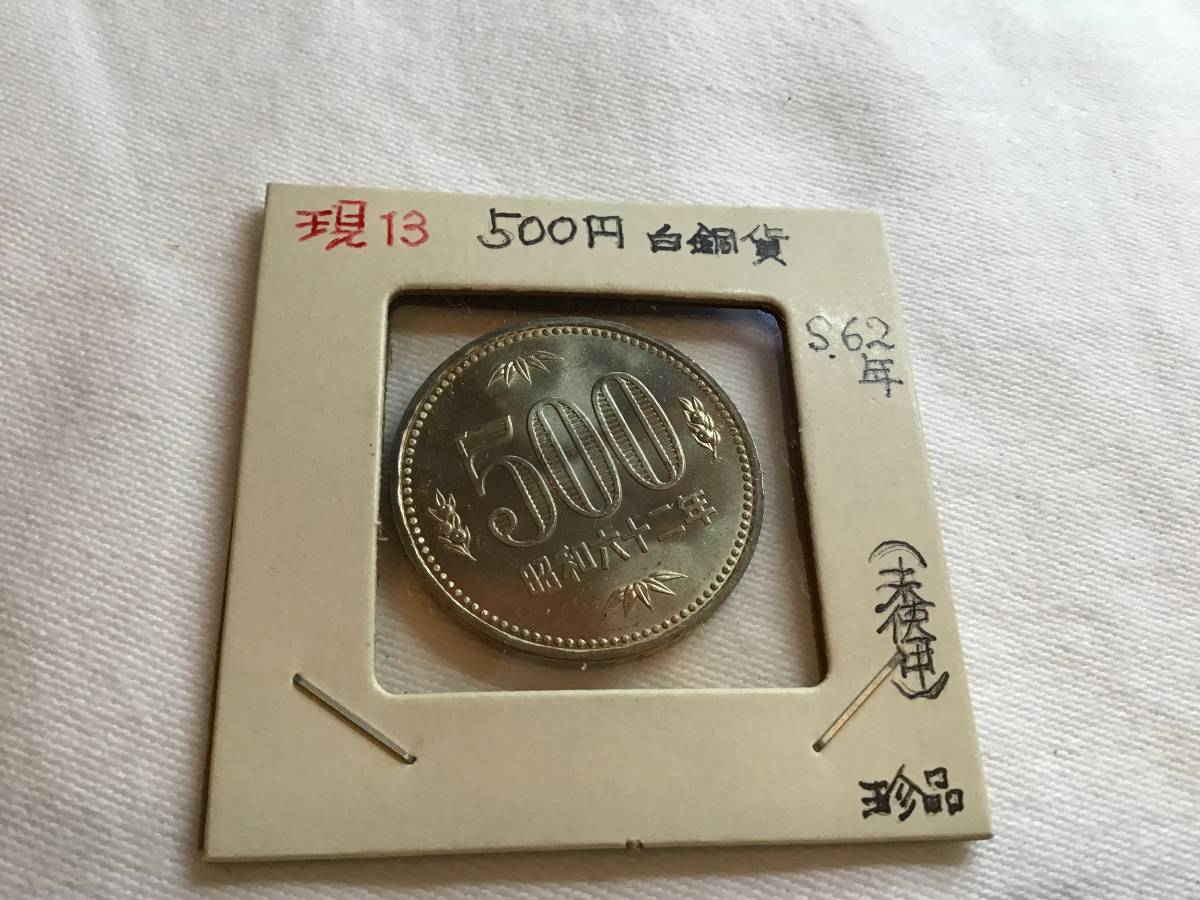 現13 500円 白銅貨
S.62
年
500
昭和六十二年
(未使用)
珍品